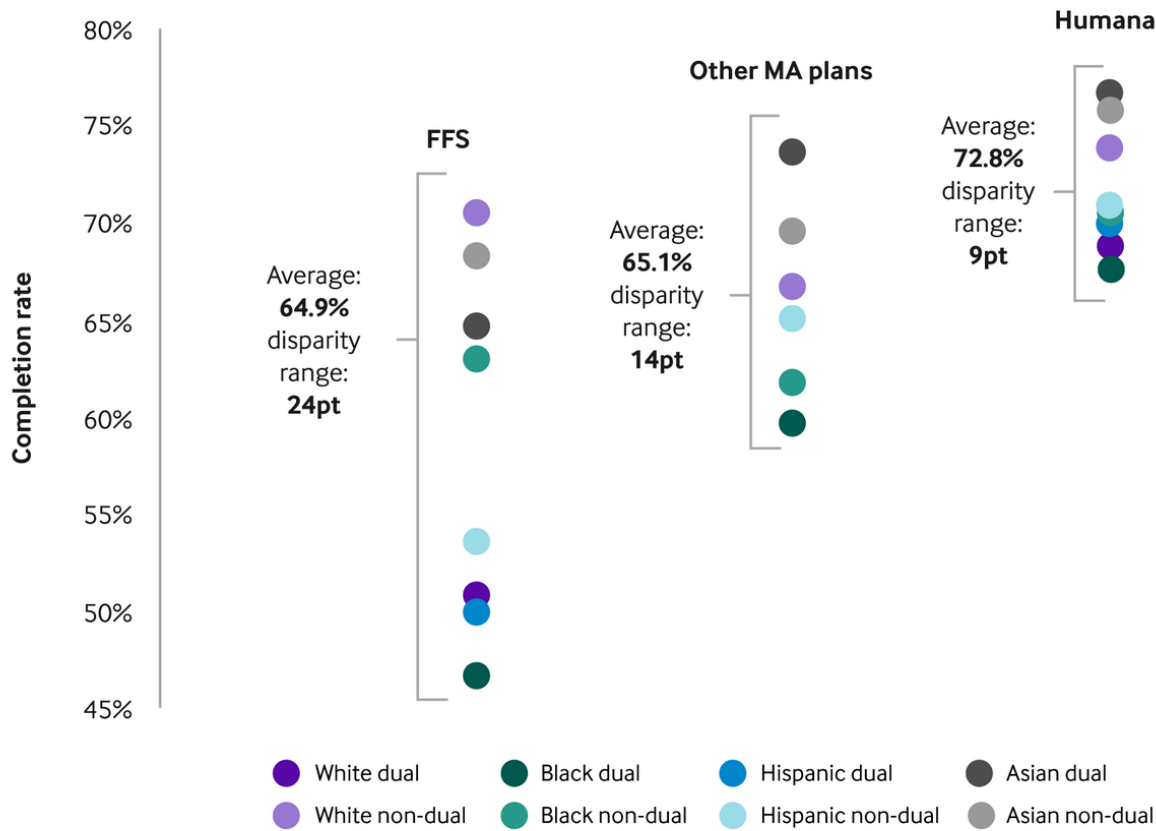 Humana
80%
Other MA plans
75%
Average:
72.8%
disparity
range:
9pt
FFS
70%
Average:
65.1%
disparity
range:
14pt
Average:
64.9%
disparity
range:
24pt
65%
60%
55%
50%
45%
Completion rate
White dual
Black dual
Hispanic dual
Asian dual
White non-dual
Black non-dual
Hispanic non-dual
Asian non-dual